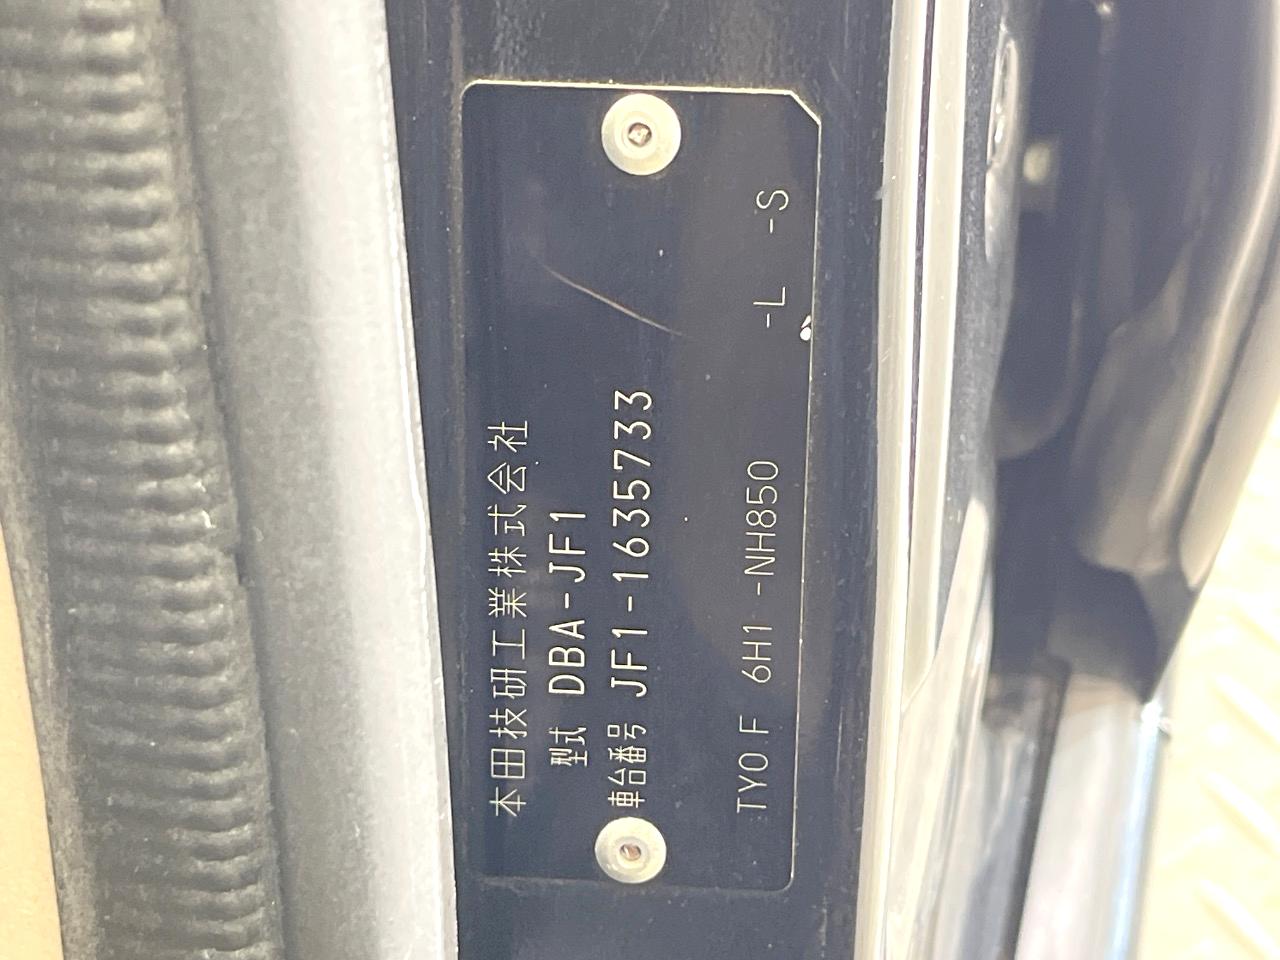 本田技研工業株式会社
型式 DBA-JF1
車台番号 JF1-1635733
TY0.F 6H1 -NH850 -L -S